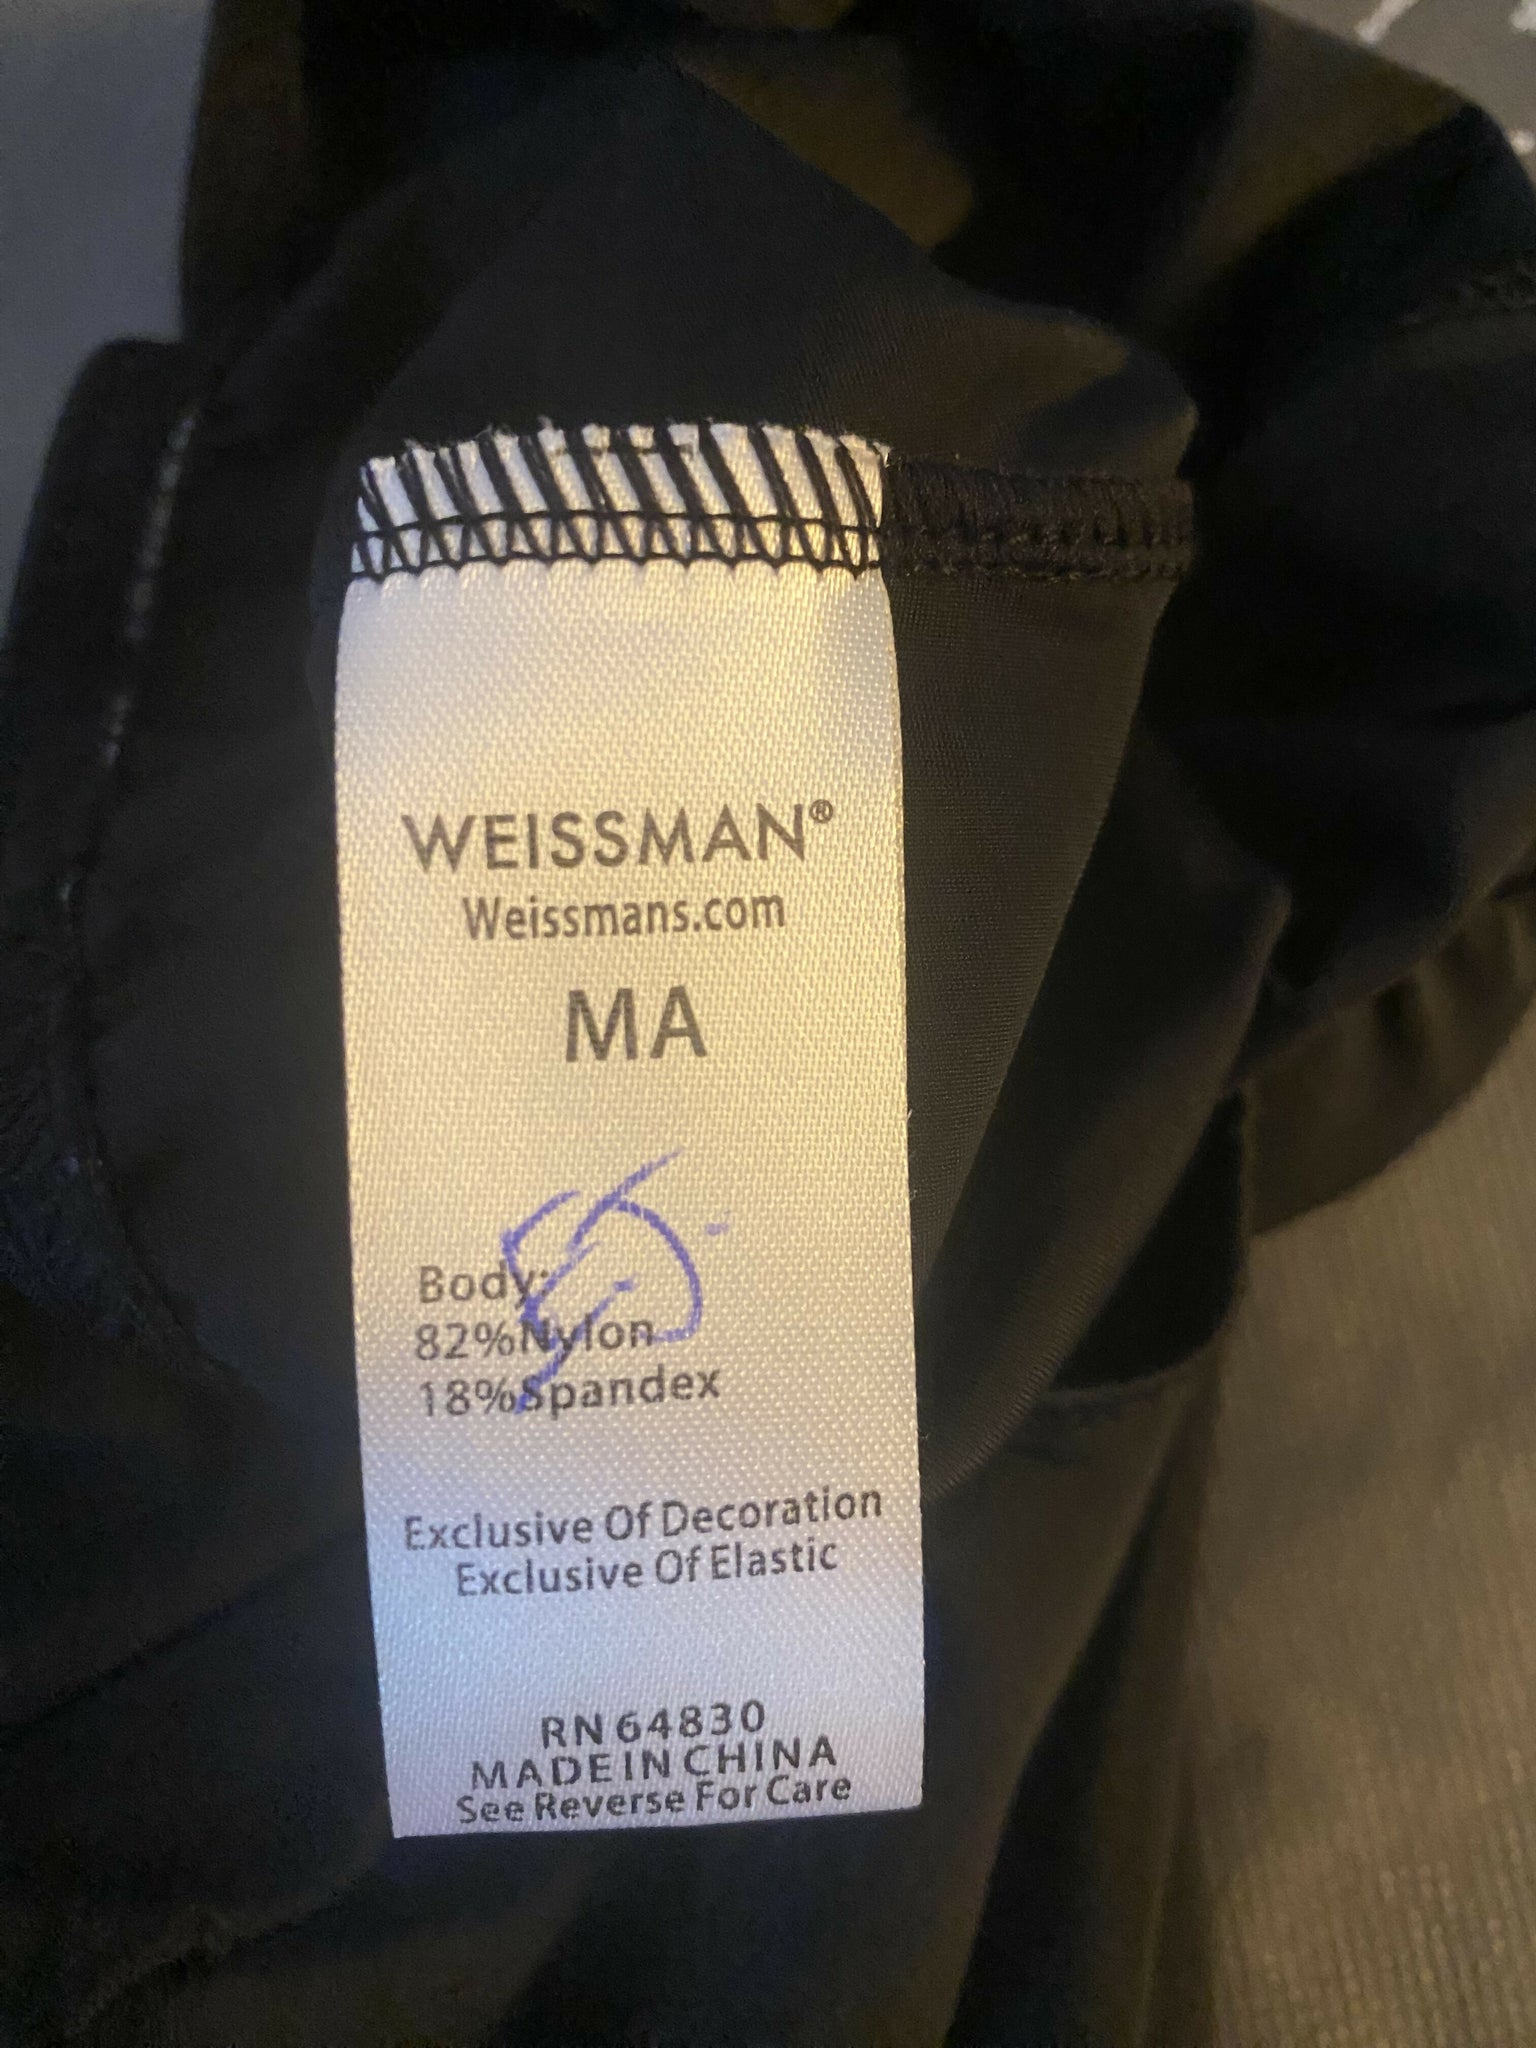 WEISSMAN®
Weissmans.com
MA
Body:
82%Nylon
18%Spandex
Exclusive Of Decoration
Exclusive Of Elastic
RN 64830
MADE IN CHINA
See Reverse For Care